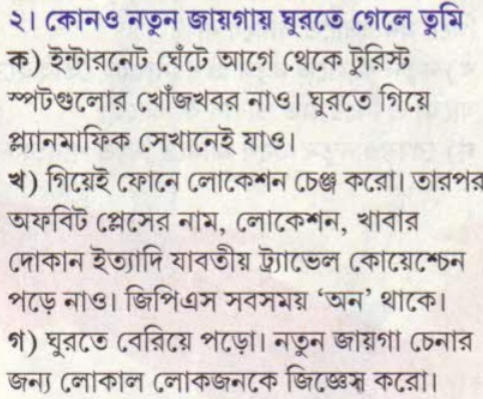 ২। কোনও নতুন জায়গায় ঘুরতে গেলে তুমি
ক) ইন্টারনেট ঘেঁটে আগে থেকে টুরিস্ট
স্পটগুলোর খোঁজখবর নাও। ঘুরতে গিয়ে
প্ল্যানমাফিক সেখানেই যাও।
খ) গিয়েই ফোনে লোকেশন চেঞ্জ করো। তারপর
অফবিট প্লেসের নাম, লোকেশন, খাবার
দোকান ইত্যাদি যাবতীয় ট্র্যাভেল কোয়েশ্চেন
পড়ে নাও। জিপিএস সবসময় ‘অন’ থাকে।
গ) ঘুরতে বেরিয়ে পড়ো। নতুন জায়গা চেনার
জন্য লোকাল লোকজনকে জিজ্ঞেস করো।